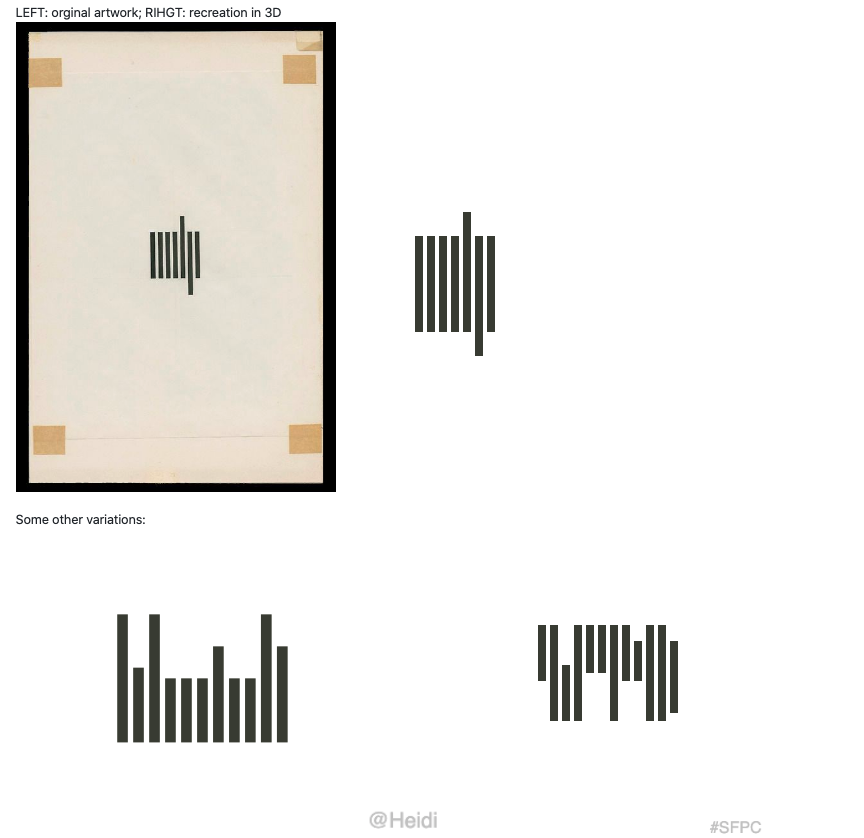 LEFT: orginal artwork; RIHGT: recreation in 3D
Some other variations:
@Heidi
#SFPC